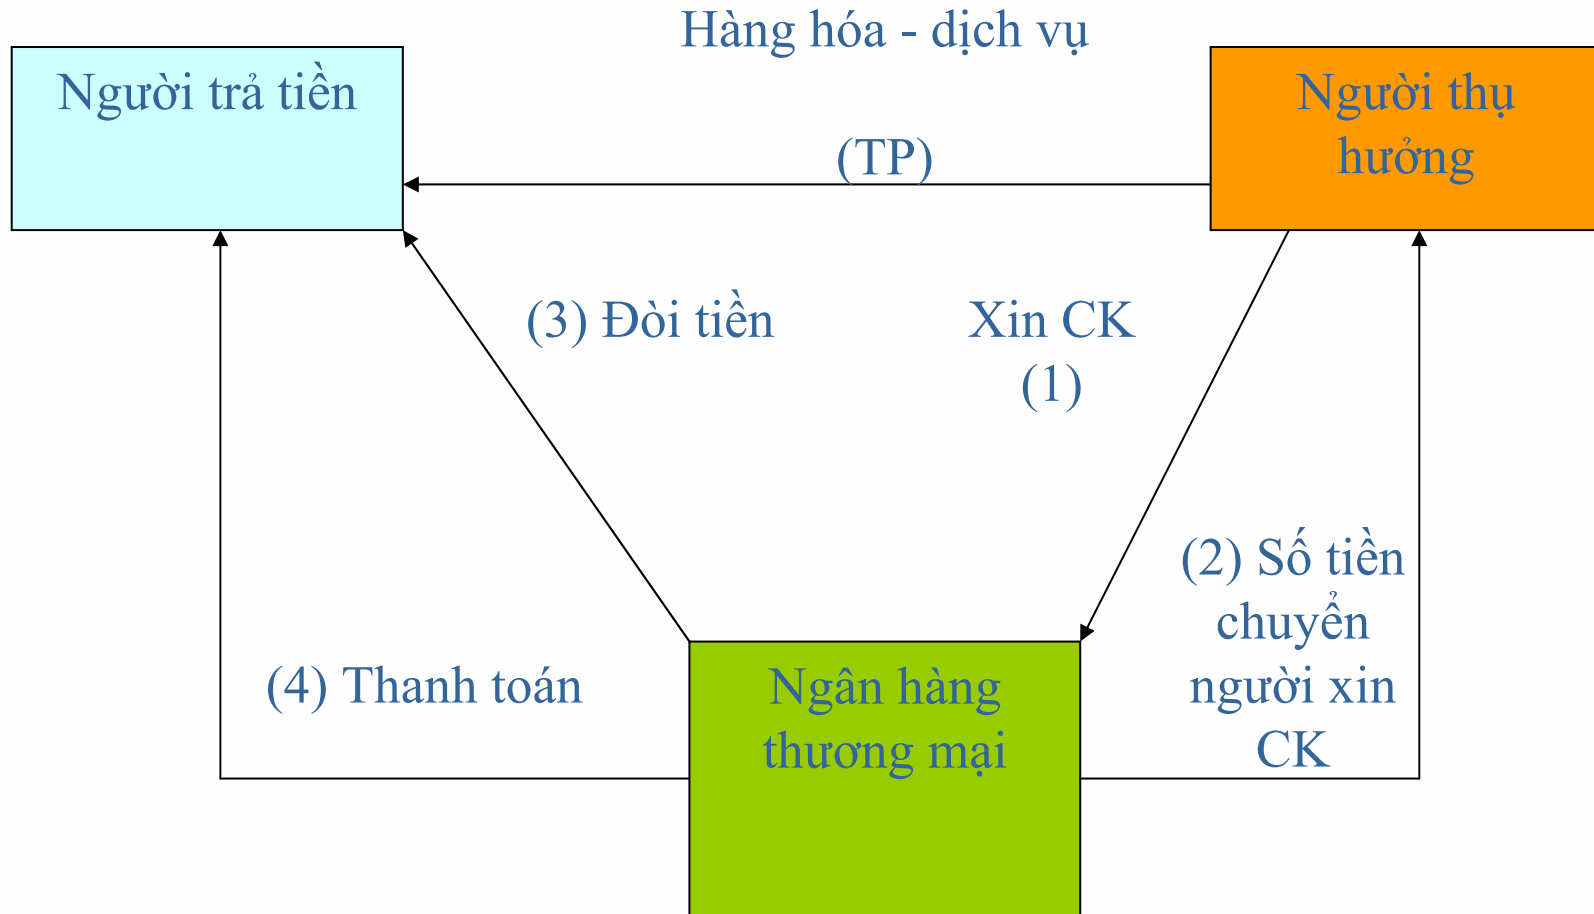 Hàng hóa - dịch vụ
Người trả tiền
Người thụ
hưởng
(TP)
(3) Đòi tiền
Xin CK
(1)
(2) Số tiền
chuyển
người xin
CK
(4) Thanh toán
Ngân hàng
thương mại